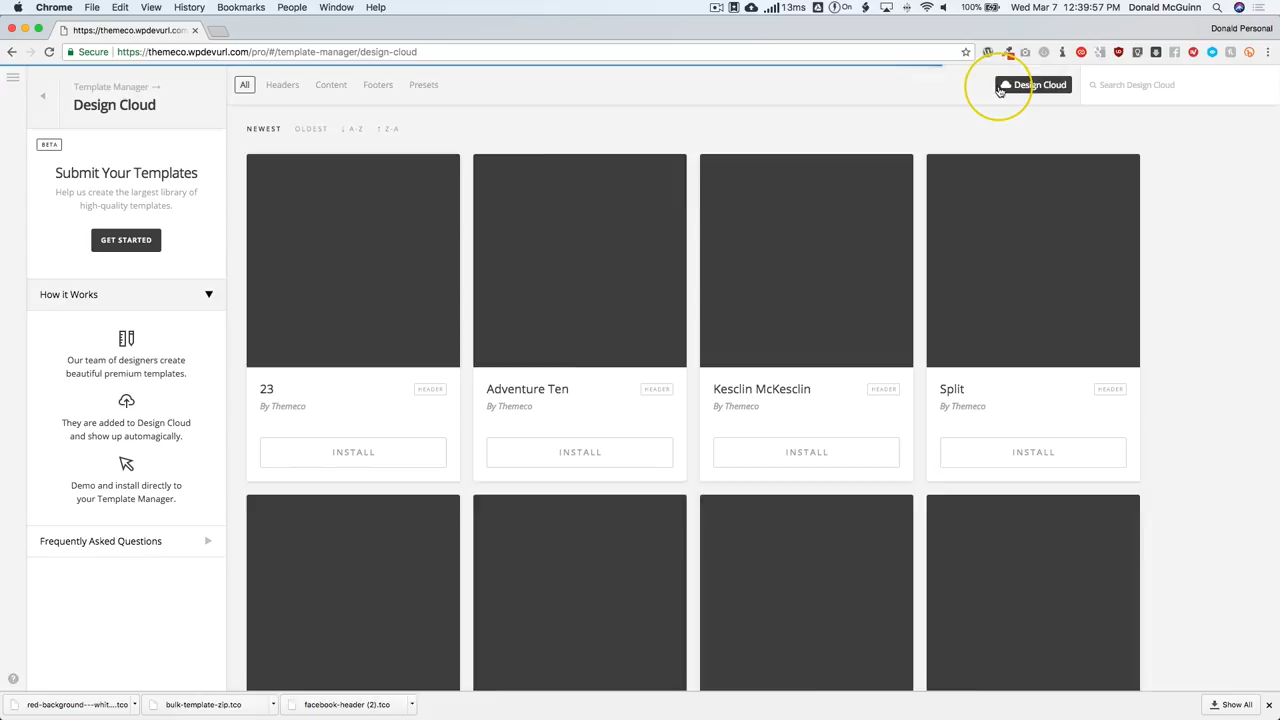 Chrome File Edit View History Bookmarks People Window Help 13ms On 100% Wed Mar 7 12:39:57 PM Donald McGuinn
https://themeco.wpdevurl.com Donald Personal
Secure https://themeco.wpdevurl.com/pro/#/template-manager/design-cloud
Template Manager →
Design Cloud
All Headers Content Footers Presets Design Cloud Search Design Cloud
NEWEST OLDEST ↓ A-Z ↑ Z-A
BETA
Submit Your Templates
Help us create the largest library of
high-quality templates.
GET STARTED
How it Works
Our team of designers create
beautiful premium templates.
They are added to Design Cloud
and show up automagically.
Demo and install directly to
your Template Manager.
Frequently Asked Questions
23 HEADER
By Themeco
INSTALL
Adventure Ten HEADER
By Themeco
INSTALL
Kesclin McKesclin HEADER
By Themeco
INSTALL
Split HEADER
By Themeco
INSTALL
red-background---whit....tco bulk-template-zip.tco facebook-header (2).tco Show All